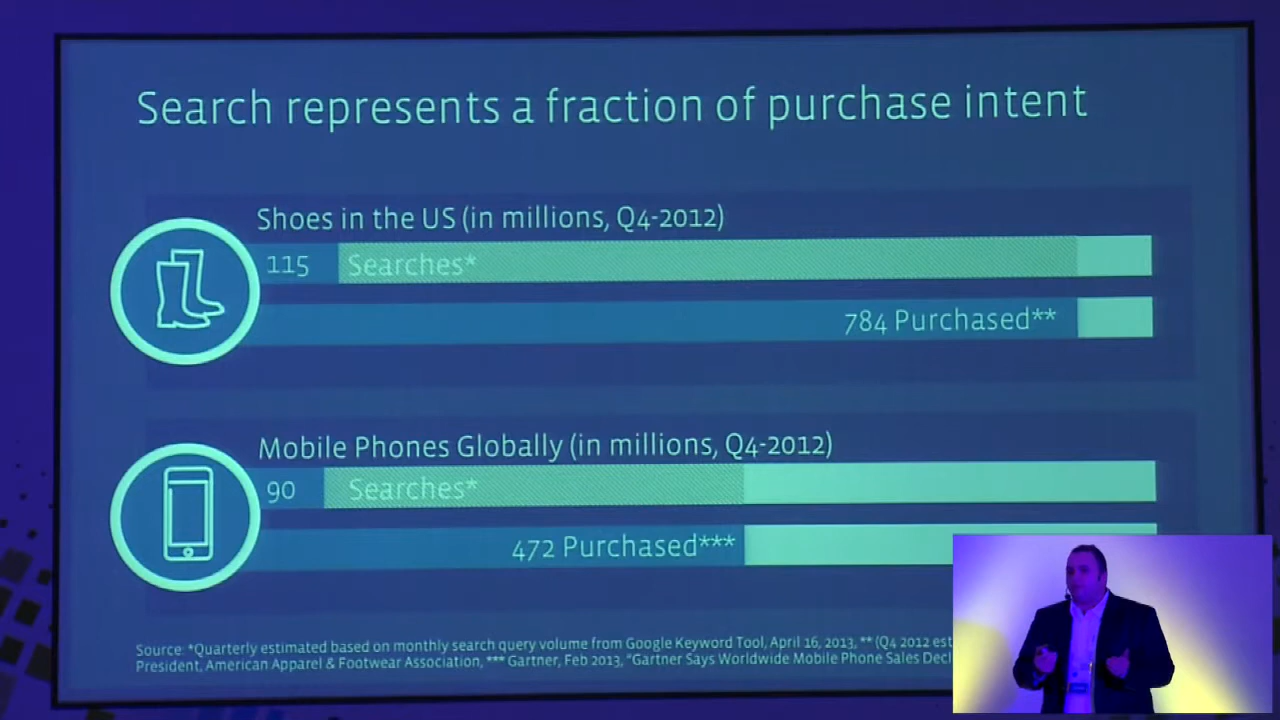 Search represents a fraction of purchase intent
Shoes in the US (in millions, Q4-2012)
115 Searches*
784 Purchased**
Mobile Phones Globally (in millions, Q4-2012)
90 Searches*
472 Purchased***
Source: *Quarterly estimated based on monthly search query volume from Google Keyword Tool, April 16, 2013, ** (Q4 2012 est
President, American Apparel & Footwear Association, *** Gartner, Feb 2013, "Gartner Says Worldwide Mobile Phone Sales Decl